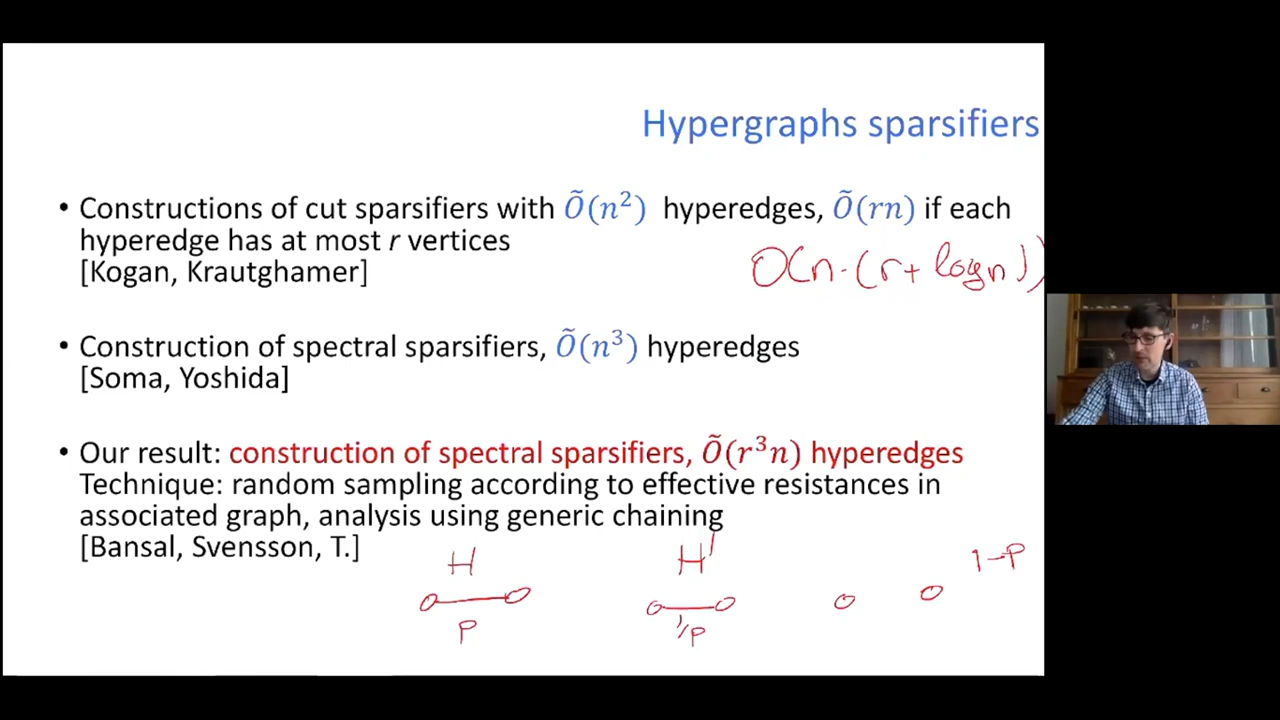 Hypergraphs sparsifiers
• Constructions of cut sparsifiers with Õ(n²) hyperedges, Õ(rn) if each
hyperedge has at most r vertices
[Kogan, Krautghamer]
O(n·(r+logn))
• Construction of spectral sparsifiers, Õ(n³) hyperedges
[Soma, Yoshida]
• Our result: construction of spectral sparsifiers, Õ(r³n) hyperedges
Technique: random sampling according to effective resistances in
associated graph, analysis using generic chaining
[Bansal, Svensson, T.]
H H' 1-P
P 1/P